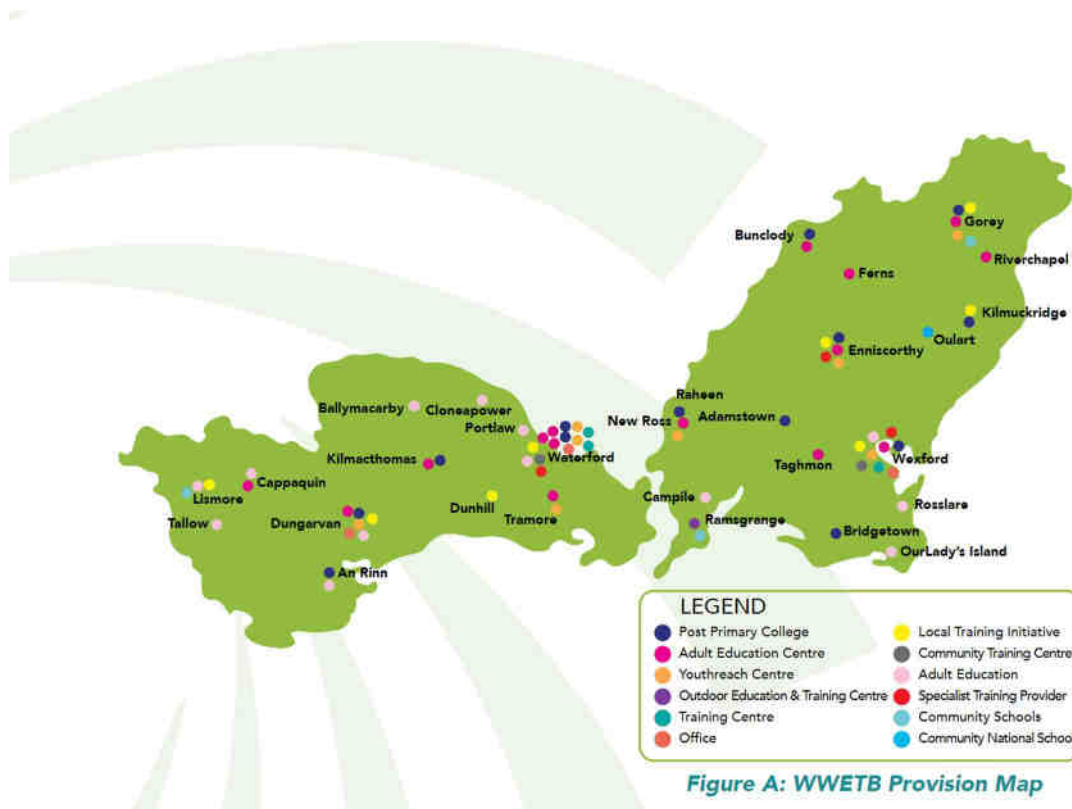 Gorey
Bunclody
Riverchapel
Ferns
Kilmuckridge
Oulart
Enniscorthy
Raheen
Ballymacarby
Cloneapower
New Ross
Adamstown
Portlaw
Waterford
Wexford
Kilmacthomas
Taghmon
Cappaquin
Lismore
Dunhill
Campile
Rosslare
Tallow
Dungarvan
Tramore
Ramsgrange
Bridgetown
OurLady's Island
An Rinn
LEGEND
Post Primary College
Adult Education Centre
Youthreach Centre
Outdoor Education & Training Centre
Training Centre
Office
Local Training Initiative
Community Training Centre
Adult Education
Specialist Training Provider
Community Schools
Community National School
Figure A: WWETB Provision Map